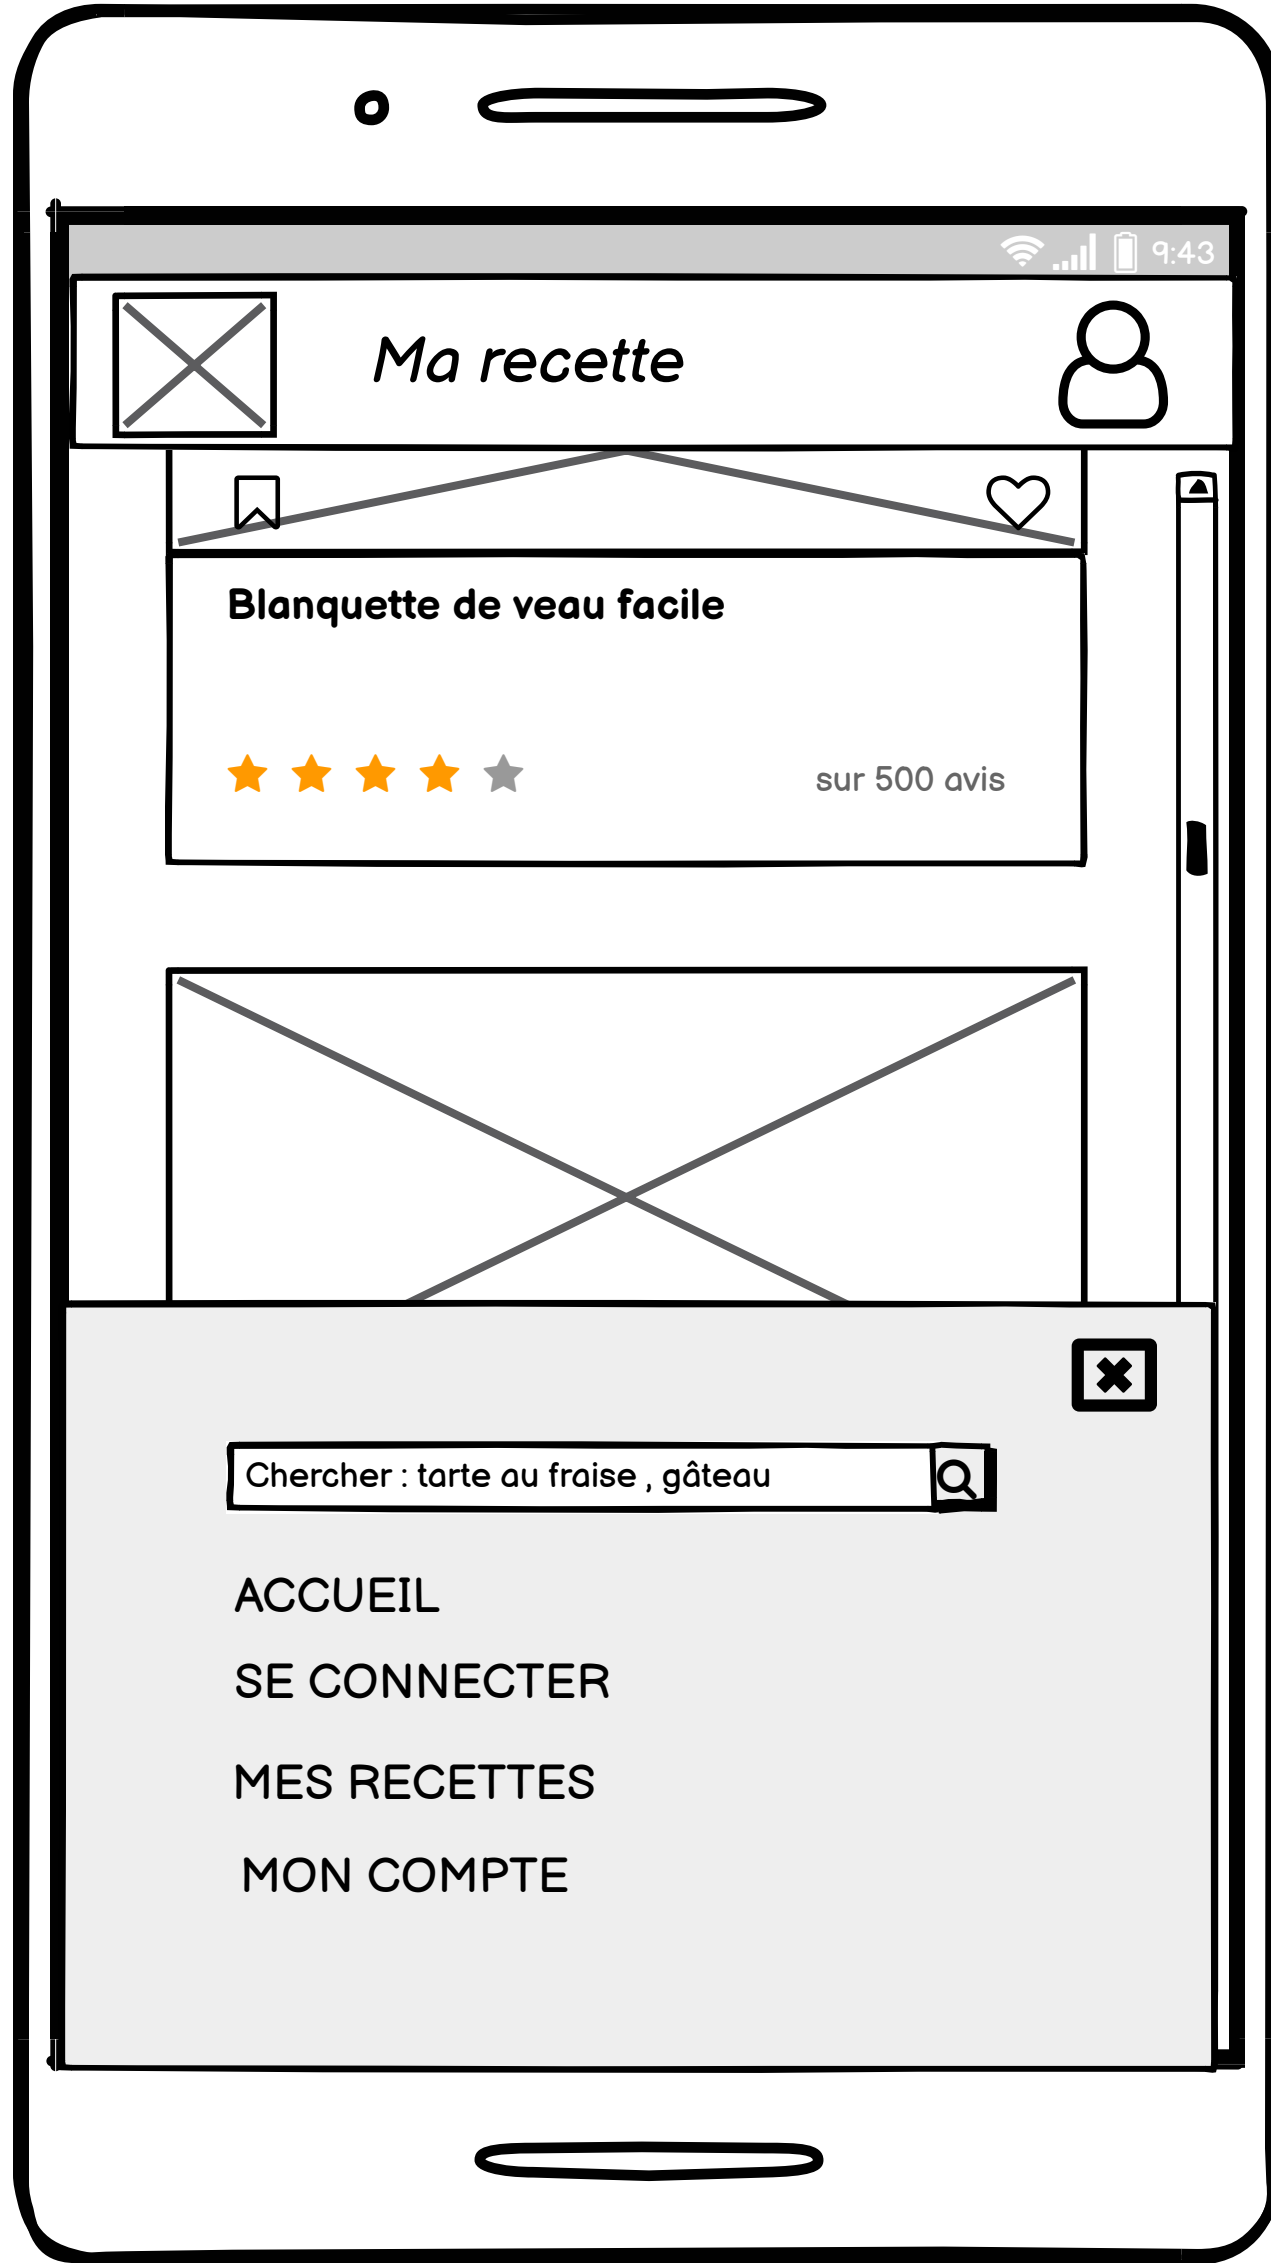 9:43
Ma recette
Blanquette de veau facile
sur 500 avis
Chercher : tarte au fraise , gâteau
ACCUEIL
SE CONNECTER
MES RECETTES
MON COMPTE